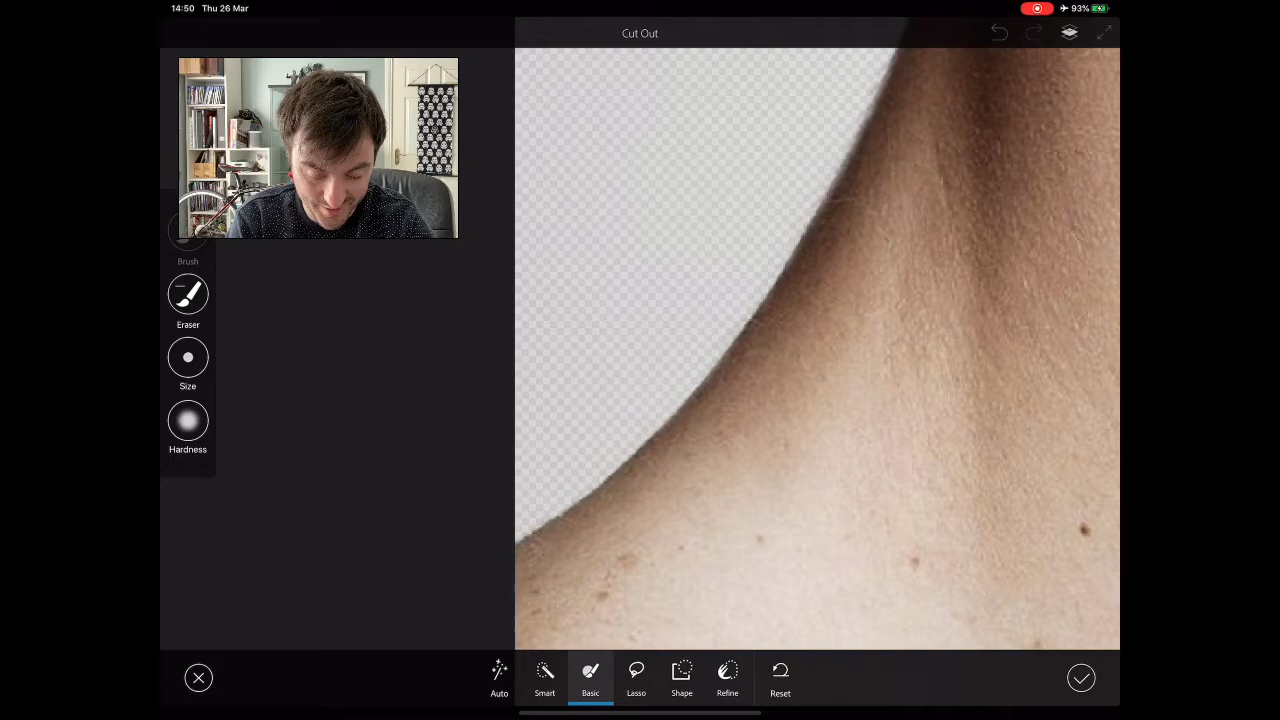 14:50 Thu 26 Mar
93%
Cut Out
Brush
Eraser
Size
Hardness
Auto
Smart
Basic
Lasso
Shape
Refine
Reset